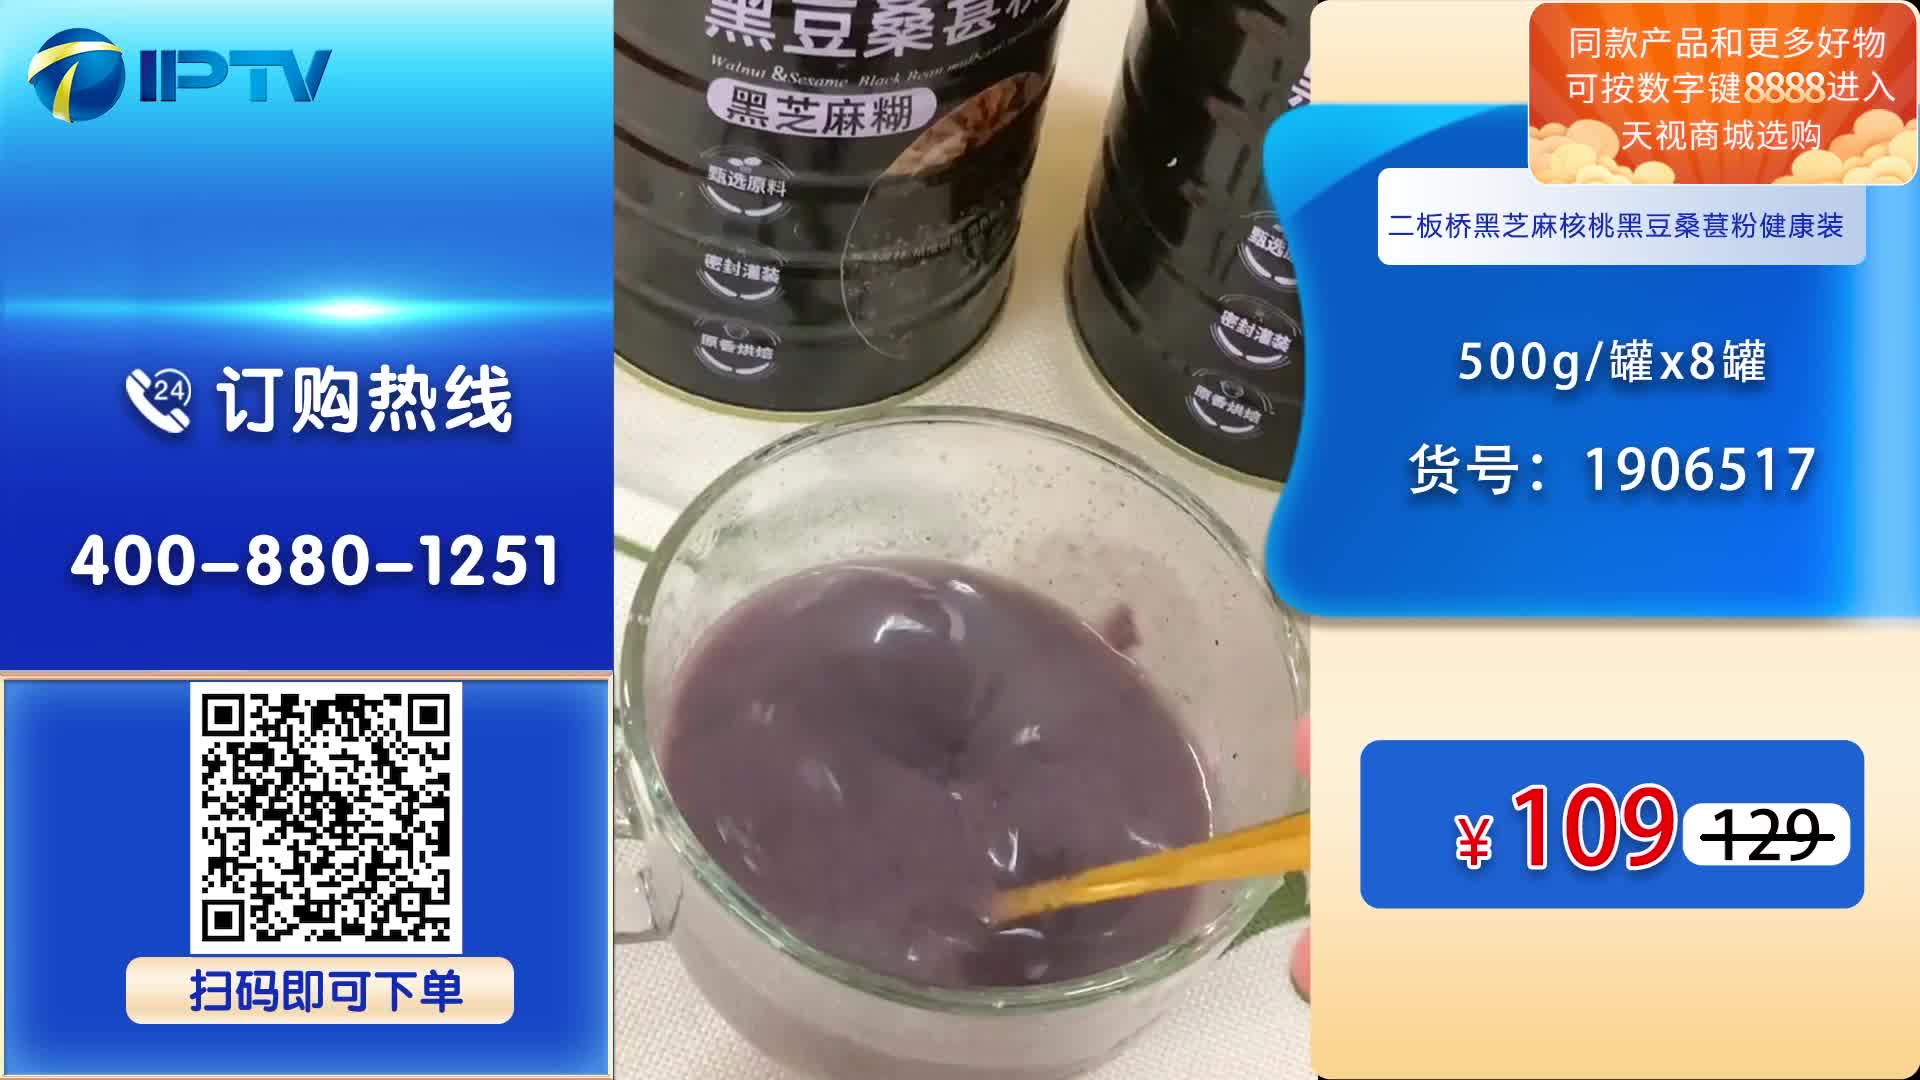 IPTV
24
订购热线
400-880-1251
扫码即可下单
黑豆桑葚
Walnut &Sesame Black Bean
黑芝麻糊
甄选原料
密封灌装
原香烘焙
甄选
密封灌装
原香烘焙
同款产品和更多好物
可按数字键8888进入
天视商城选购
二板桥黑芝麻核桃黑豆桑葚粉健康装
500g/罐x8罐
货号：1906517
¥109
129